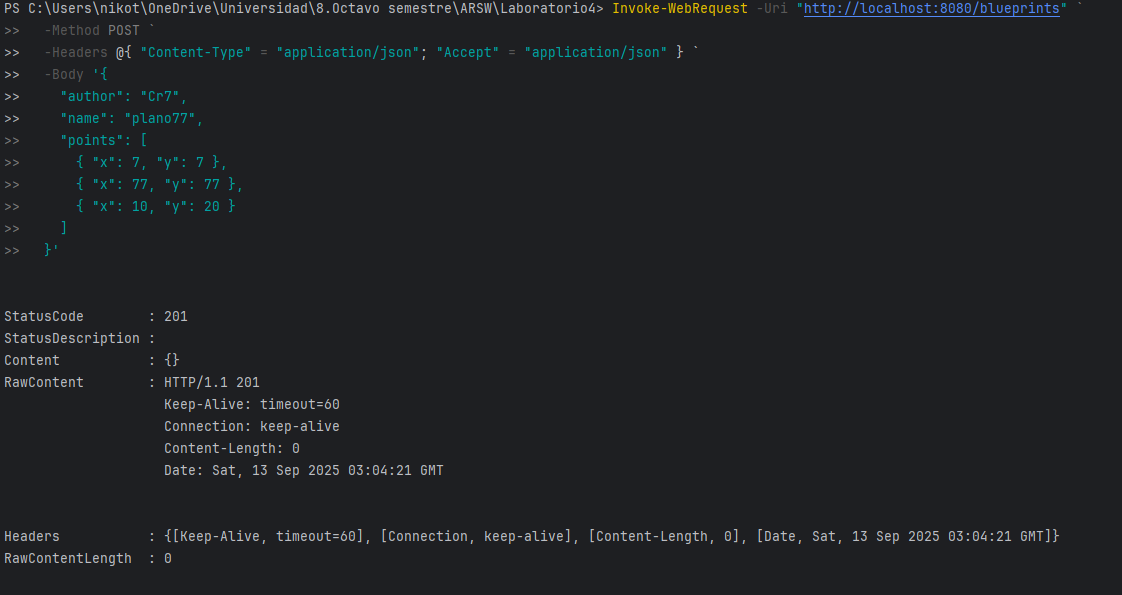 PS C:\Users\nikot\OneDrive\Universidad\8.Octavo semestre\ARSW\Laboratorio4> Invoke-WebRequest -Uri "http://localhost:8080/blueprints" `
>>   -Method POST `
>>   -Headers @{ "Content-Type" = "application/json"; "Accept" = "application/json" } `
>>   -Body '{
>>     "author": "Cr7",
>>     "name": "plano77",
>>     "points": [
>>       { "x": 7, "y": 7 },
>>       { "x": 77, "y": 77 },
>>       { "x": 10, "y": 20 }
>>     ]
>>   }'
StatusCode        : 201
StatusDescription :
Content           : {}
RawContent        : HTTP/1.1 201
                    Keep-Alive: timeout=60
                    Connection: keep-alive
                    Content-Length: 0
                    Date: Sat, 13 Sep 2025 03:04:21 GMT
Headers           : {[Keep-Alive, timeout=60], [Connection, keep-alive], [Content-Length, 0], [Date, Sat, 13 Sep 2025 03:04:21 GMT]}
RawContentLength  : 0